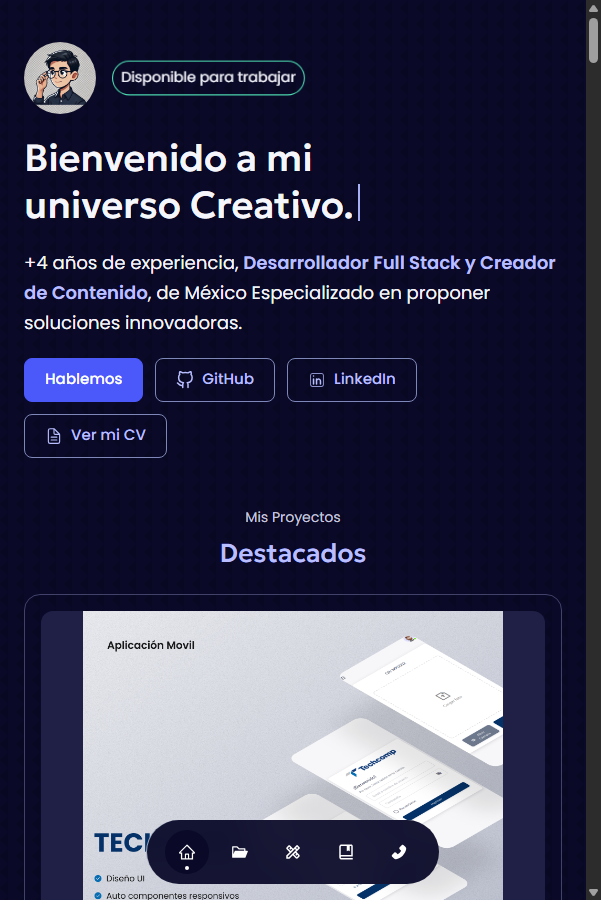 Disponible para trabajar
Bienvenido a mi
universo Creativo.
+4 años de experiencia, Desarrollador Full Stack y Creador
de Contenido, de México Especializado en proponer
soluciones innovadoras.
Hablemos
GitHub
LinkedIn
Ver mi CV
Mis Proyectos
Destacados
Aplicación Movil
Techcomp
¡Bienvenido!
TECH
Diseño UI
Auto componentes responsivos